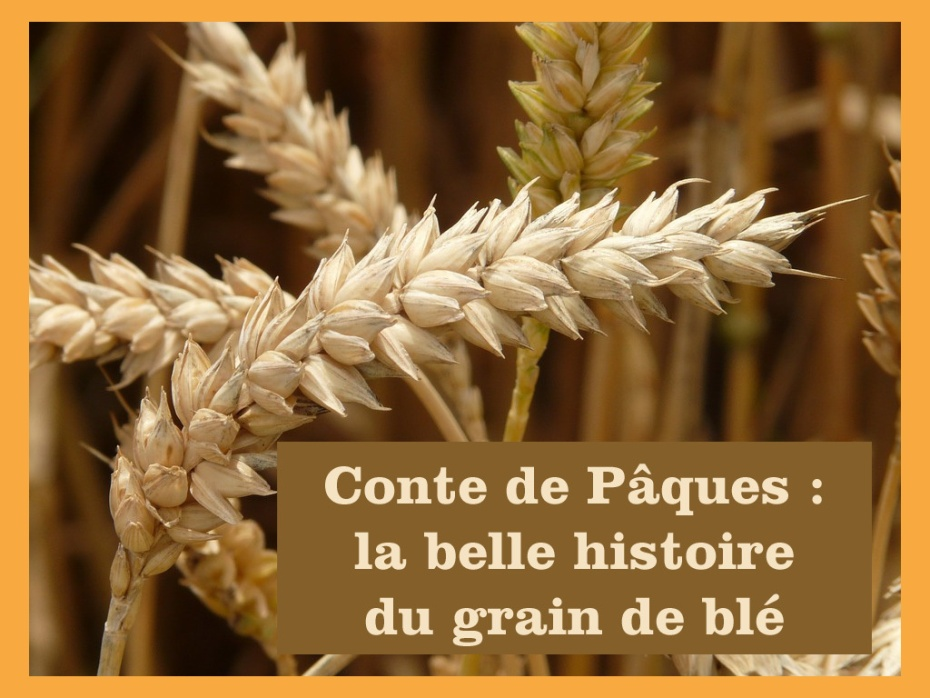 Conte de Pâques :
la belle histoire
du grain de blé